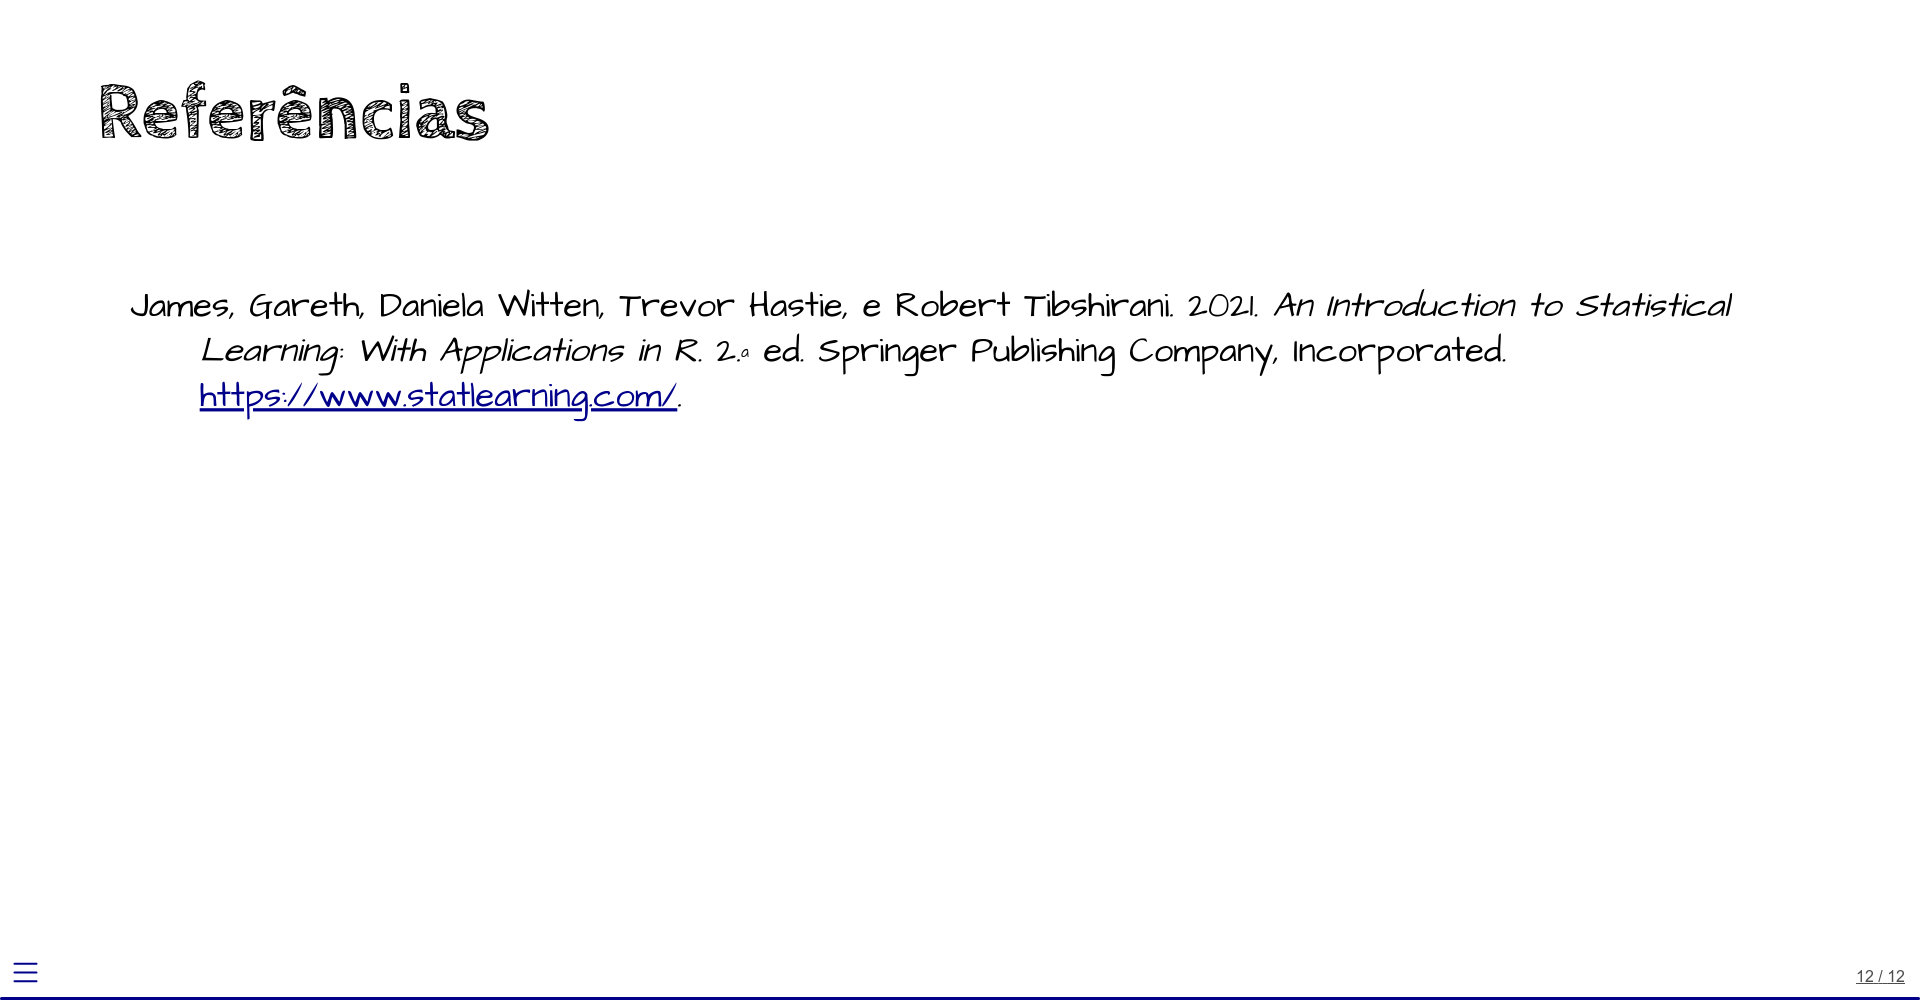 Referências
James, Gareth, Daniela Witten, Trevor Hastie, e Robert Tibshirani. 2021. An Introduction to Statistical
Learning: With Applications in R. 2.ª ed. Springer Publishing Company, Incorporated.
https://www.statlearning.com/.
12 / 12